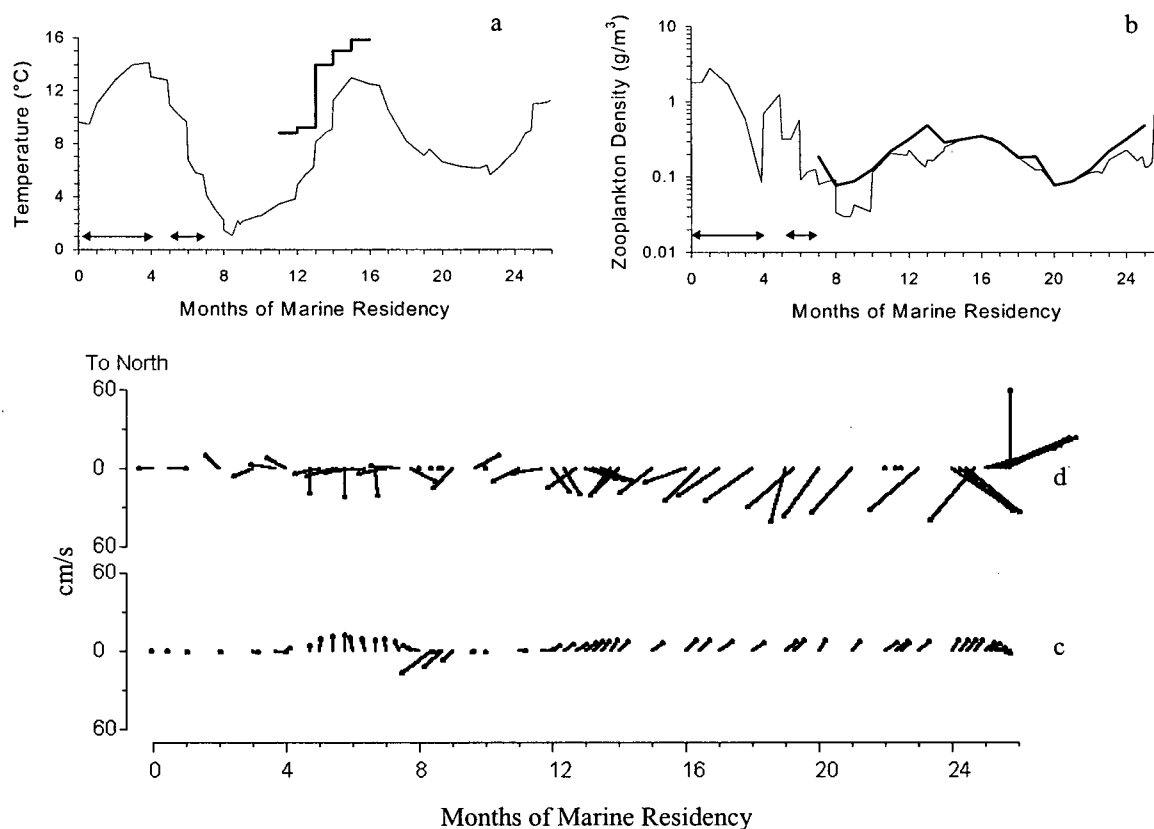 a
16
12
8
4
0
Temperature (°C)
0 4 8 12 16 20 24
Months of Marine Residency
b
10
1
0.1
0.01
Zooplankton Density (g/m³)
0 4 8 12 16 20 24
Months of Marine Residency
To North
60
0
60
d
cm/s
60
0
60
c
0 4 8 12 16 20 24
Months of Marine Residency